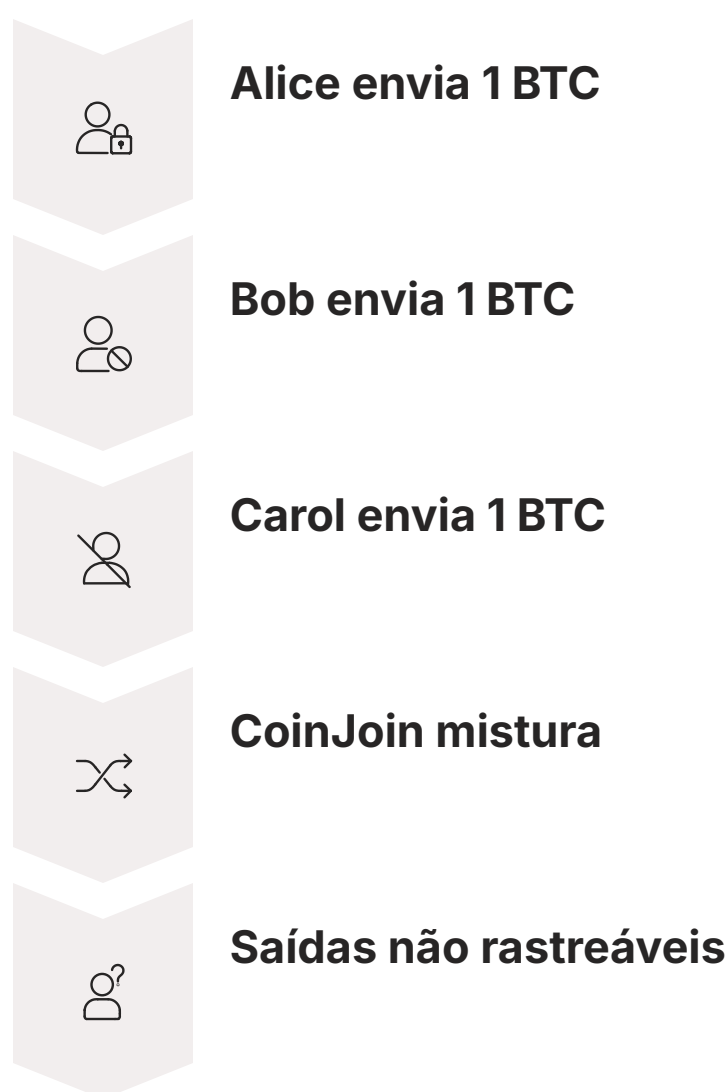 Alice envia 1 BTC
Bob envia 1 BTC
Carol envia 1 BTC
CoinJoin mistura
Saídas não rastreáveis